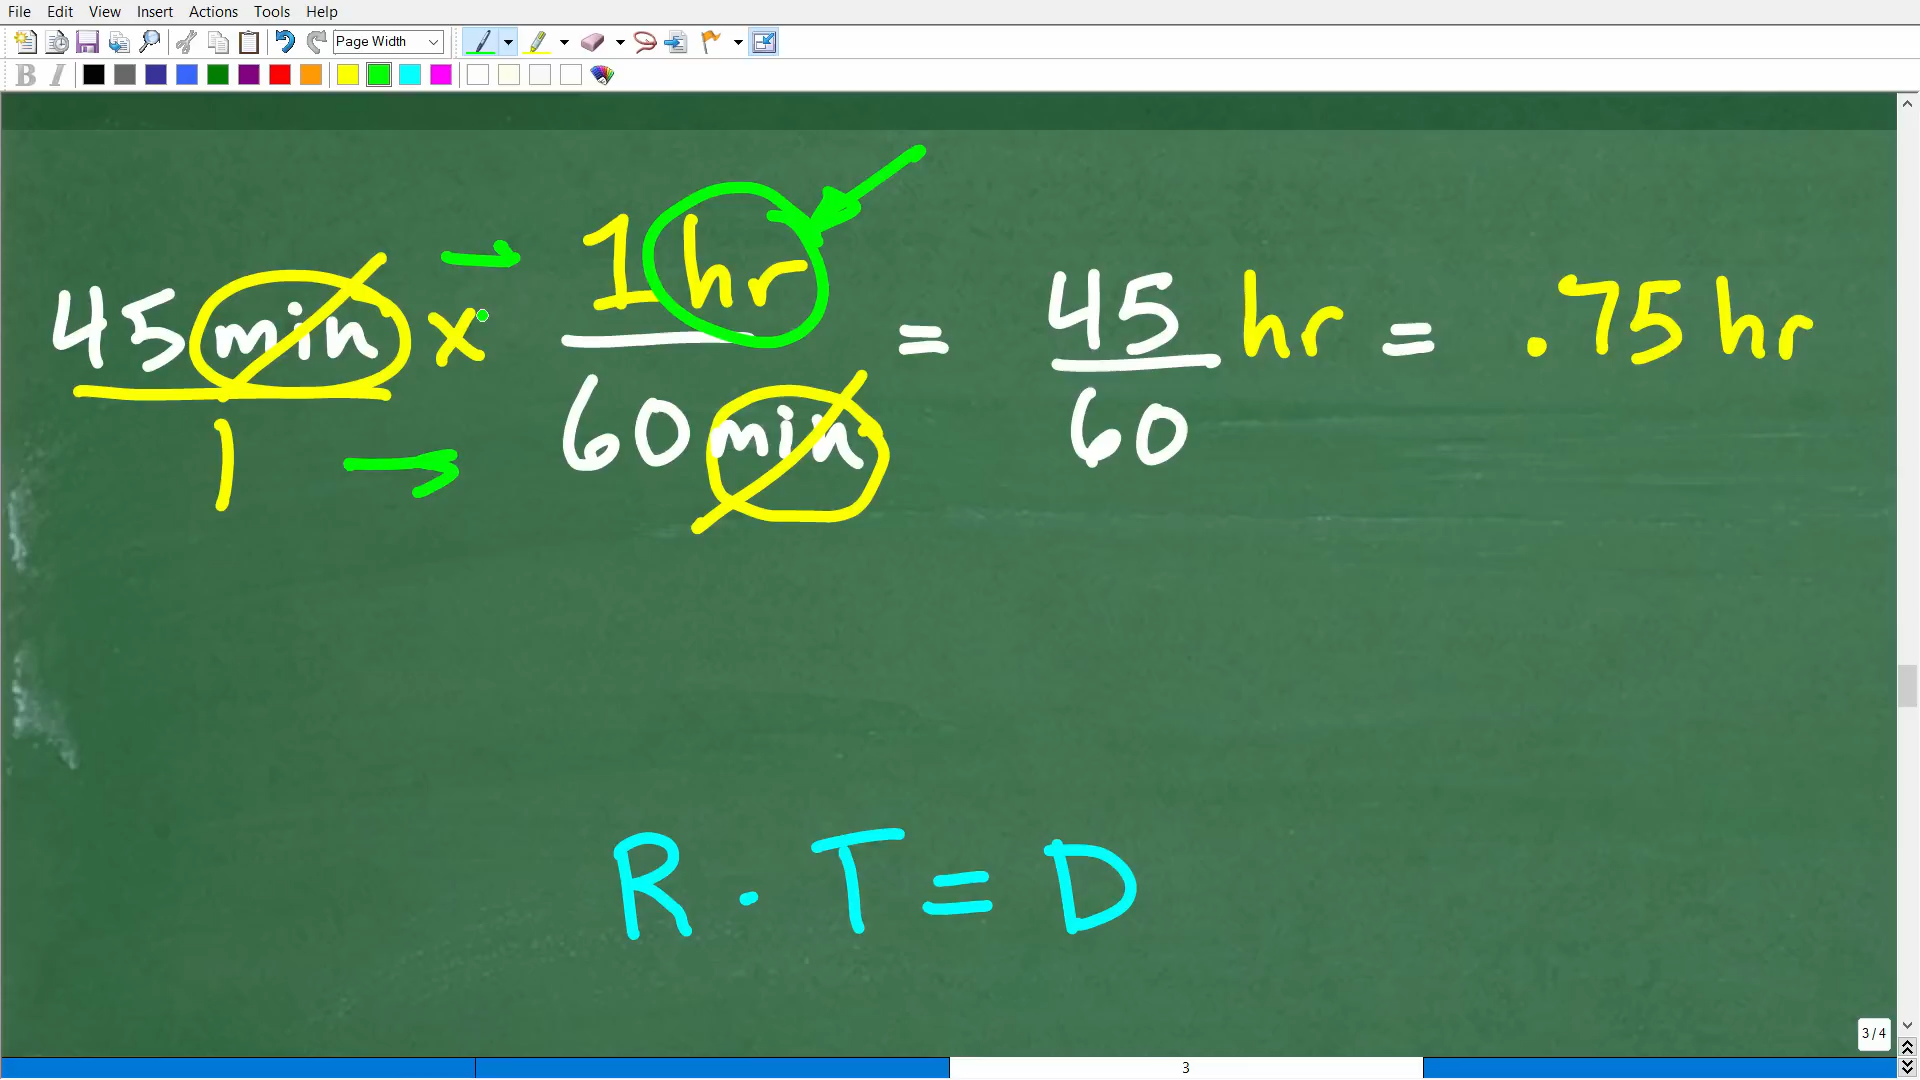 File Edit View Insert Actions Tools Help
Page Width
B I
45 min x 1 hr = 45 hr = .75 hr
1 60 min 60
R · T = D
3/4
3